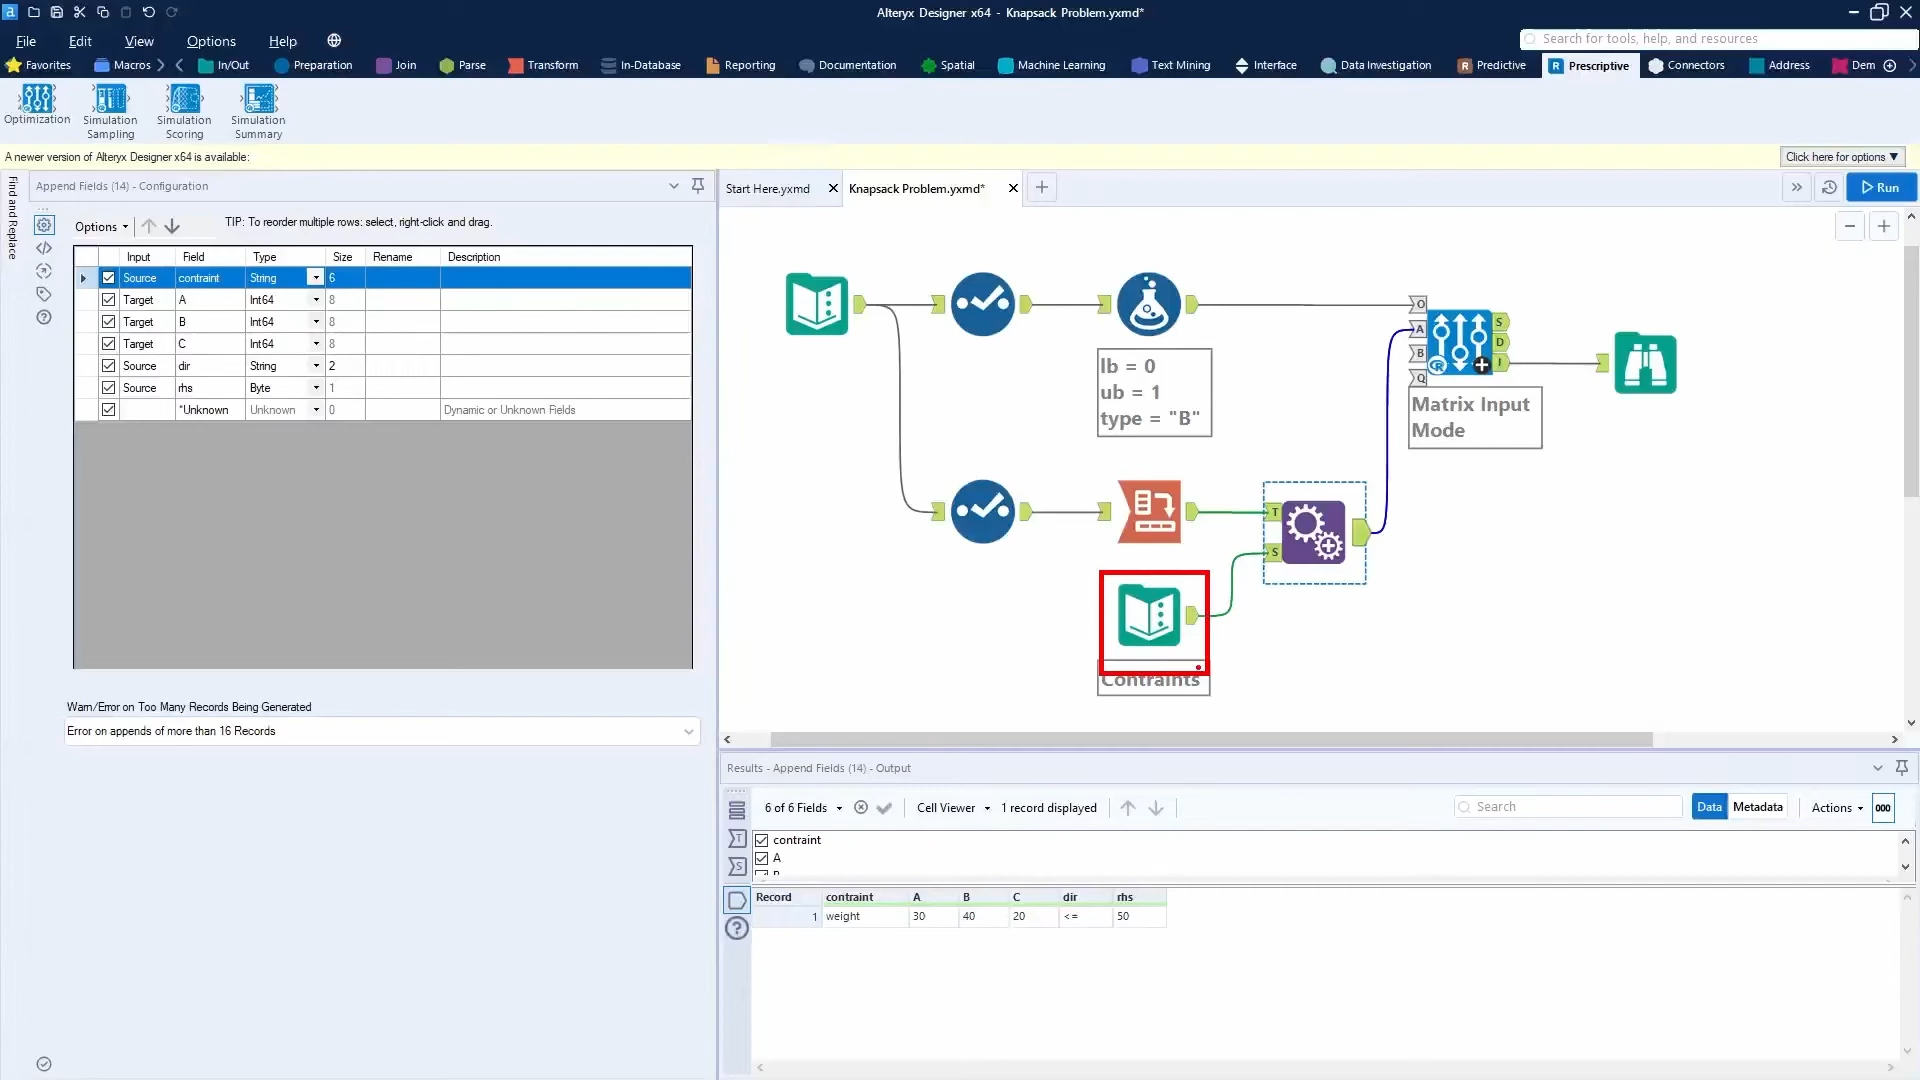 Alteryx Designer x64 - Knapsack Problem.yxmd*
File Edit View Options Help
Search for tools, help, and resources
Favorites Macros In/Out Preparation Join Parse Transform In-Database Reporting Documentation Spatial Machine Learning Text Mining Interface Data Investigation Predictive Prescriptive Connectors Address Dem
Optimization
Simulation Sampling
Simulation Scoring
Simulation Summary
A newer version of Alteryx Designer x64 is available:
Click here for options ▼
Find and Replace
Append Fields (14) - Configuration
Options
TIP: To reorder multiple rows: select, right-click and drag.
Input Field Type Size Rename Description
Source contraint String 6
Target A Int64 8
Target B Int64 8
Target C Int64 8
Source dir String 2
Source rhs Byte 1
*Unknown Unknown 0 Dynamic or Unknown Fields
Warn/Error on Too Many Records Being Generated
Error on appends of more than 16 Records
Start Here.yxmd
Knapsack Problem.yxmd*
Run
lb = 0
ub = 1
type = "B"
O
A
B
Q
R
S
D
I
Matrix Input
Mode
T
S
Contraints
Results - Append Fields (14) - Output
6 of 6 Fields
Cell Viewer
1 record displayed
Search
Data
Metadata
Actions
000
contraint
A
Record contraint A B C dir rhs
1 weight 30 40 20 <= 50